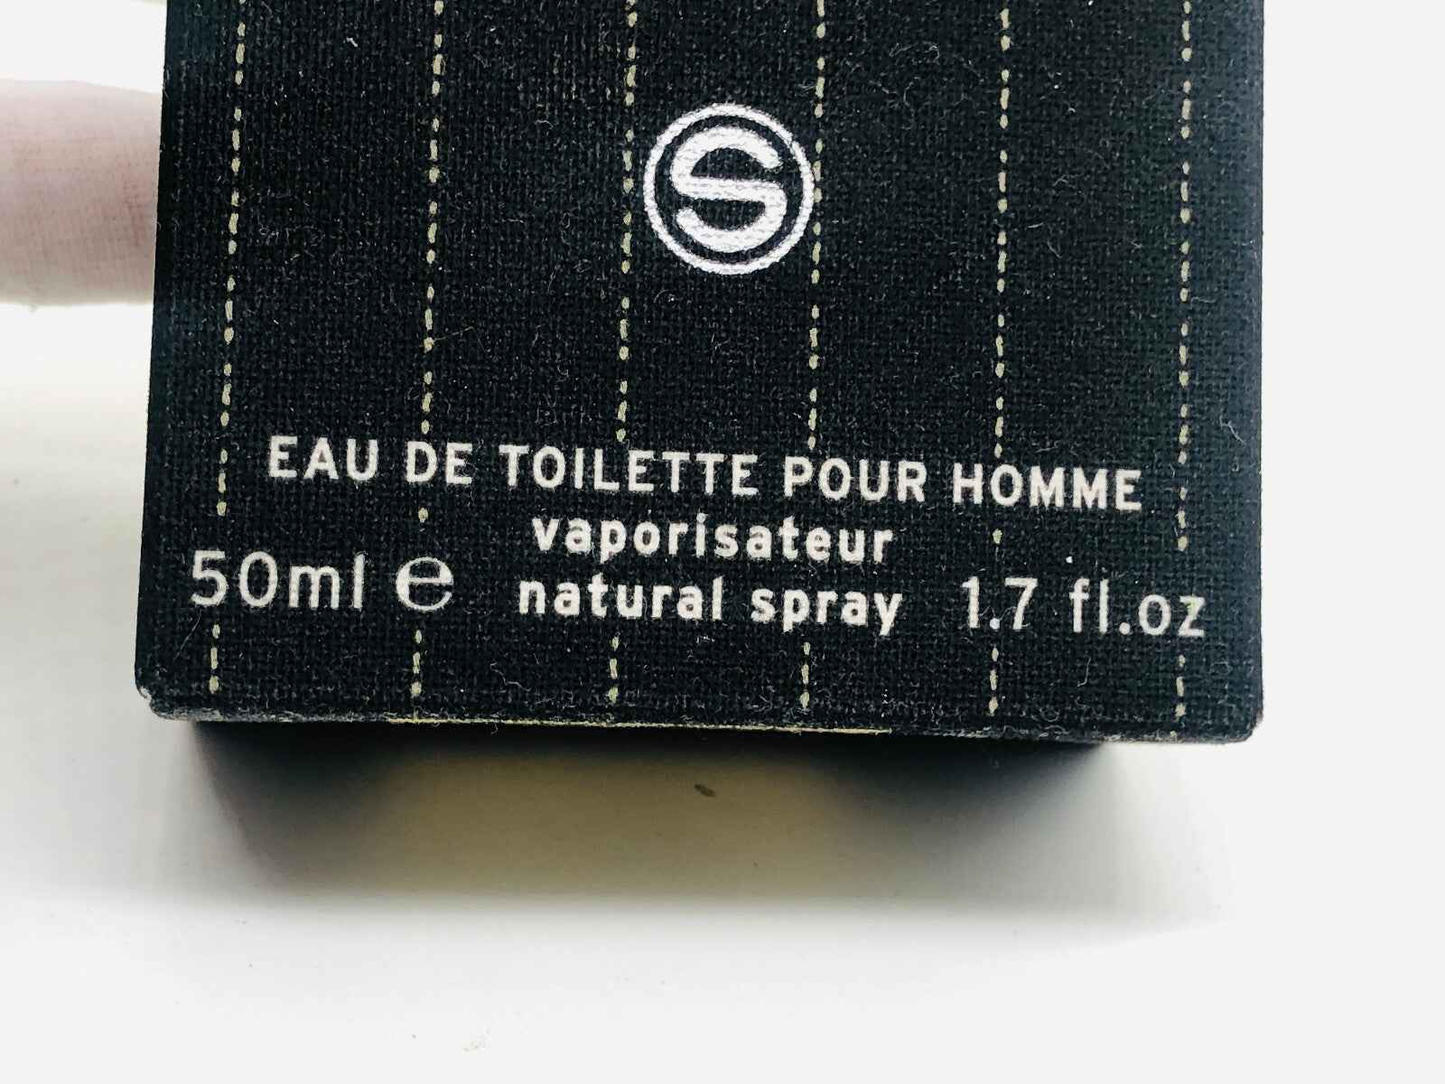 S
EAU DE TOILETTE POUR HOMME
vaporisateur
50ml e natural spray 1.7 fl.oz